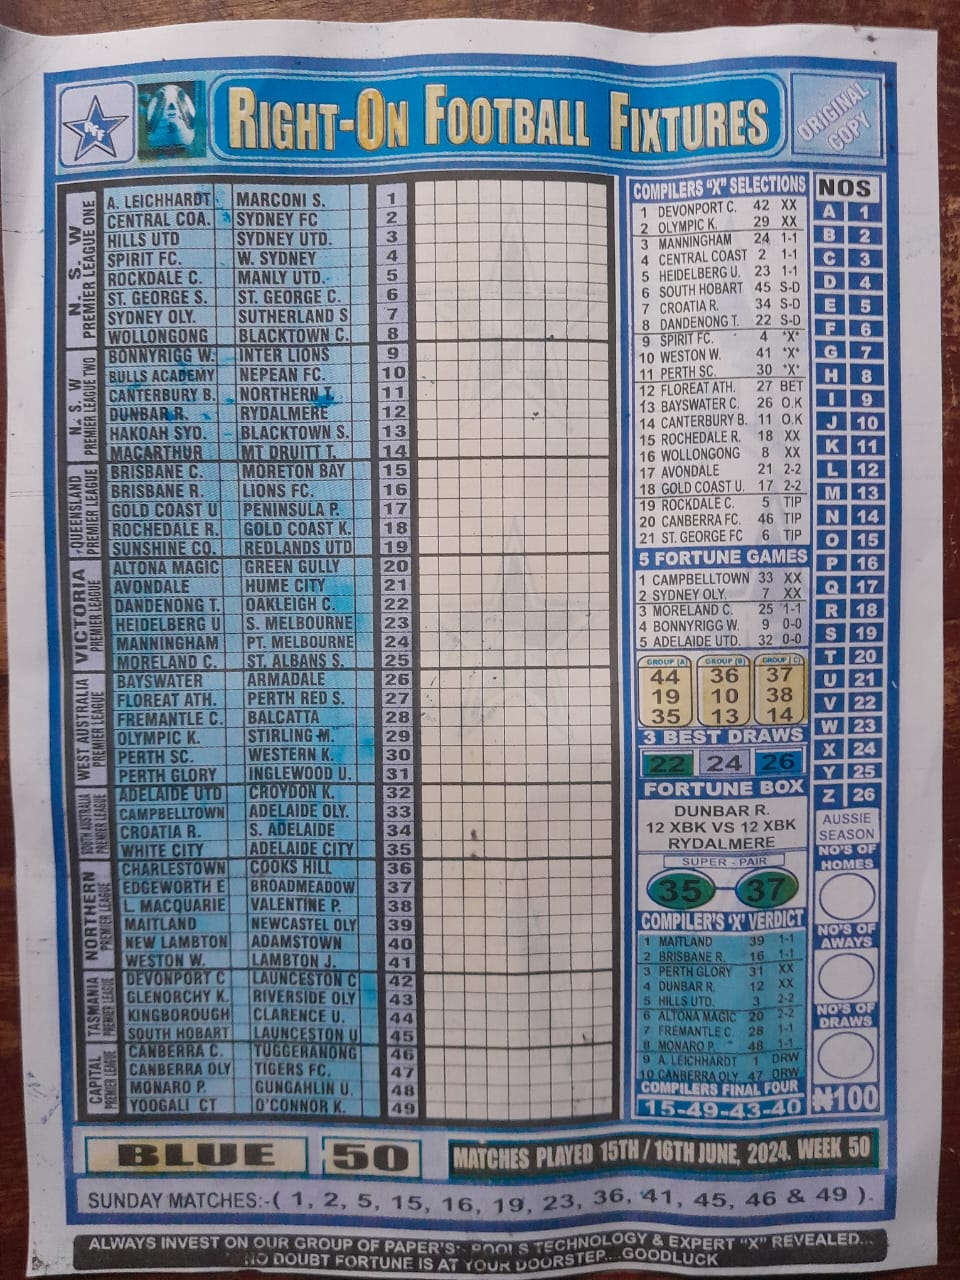 RFF
RIGHT-ON FOOTBALL FIXTURES
ORIGINAL COPY
N. S. W PREMIER LEAGUE ONE
A. LEICHHARDT MARCONI S. 1
CENTRAL COA. SYDNEY FC 2
HILLS UTD SYDNEY UTD. 3
SPIRIT FC. W. SYDNEY 4
ROCKDALE C. MANLY UTD. 5
ST. GEORGE S. ST. GEORGE C. 6
SYDNEY OLY. SUTHERLAND S 7
WOLLONGONG BLACKTOWN C. 8
N. S. W PREMIER LEAGUE TWO
BONNYRIGG W. INTER LIONS 9
BULLS ACADEMY NEPEAN FC. 10
CANTERBURY B. NORTHERN T. 11
DUNBAR R. RYDALMERE 12
HAKOAH SYD. BLACKTOWN S. 13
MACARTHUR MT DRUITT T. 14
QUEENSLAND PREMIER LEAGUE
BRISBANE C. MORETON BAY 15
BRISBANE R. LIONS FC. 16
GOLD COAST U PENINSULA P. 17
ROCHEDALE R. GOLD COAST K. 18
SUNSHINE CO. REDLANDS UTD 19
VICTORIA PREMIER LEAGUE
ALTONA MAGIC GREEN GULLY 20
AVONDALE HUME CITY 21
DANDENONG T. OAKLEIGH C. 22
HEIDELBERG U S. MELBOURNE 23
MANNINGHAM PT. MELBOURNE 24
MORELAND C. ST. ALBANS S. 25
WEST AUSTRALIA PREMIER LEAGUE
BAYSWATER ARMADALE 26
FLOREAT ATH. PERTH RED S. 27
FREMANTLE C. BALCATTA 28
OLYMPIC K. STIRLING M. 29
PERTH SC. WESTERN K. 30
PERTH GLORY INGLEWOOD U. 31
SOUTH AUSTRALIA PREMIER LEAGUE
ADELAIDE UTD CROYDON K. 32
CAMPBELLTOWN ADELAIDE OLY. 33
CROATIA R. S. ADELAIDE 34
WHITE CITY ADELAIDE CITY 35
NORTHERN PREMIER LEAGUE
CHARLESTOWN COOKS HILL 36
EDGEWORTH E BROADMEADOW 37
L. MACQUARIE VALENTINE P. 38
MAITLAND NEWCASTEL OLY 39
NEW LAMBTON ADAMSTOWN 40
WESTON W. LAMBTON J. 41
TASMANIA PREMIER LEAGUE
DEVONPORT C LAUNCESTON C 42
GLENORCHY K. RIVERSIDE OLY 43
KINGBOROUGH CLARENCE U. 44
SOUTH HOBART LAUNCESTON U 45
CAPITAL PREMIER LEAGUE
CANBERRA C. TUGGERANONG 46
CANBERRA OLY TIGERS FC. 47
MONARO P. GUNGAHLIN U. 48
YOOGALI CT O'CONNOR K. 49
COMPILERS "X" SELECTIONS
1 DEVONPORT C. 42 XX
2 OLYMPIC K. 29 XX
3 MANNINGHAM 24 1-1
4 CENTRAL COAST 2 1-1
5 HEIDELBERG U. 23 1-1
6 SOUTH HOBART 45 S-D
7 CROATIA R. 34 S-D
8 DANDENONG T. 22 S-D
9 SPIRIT FC. 4 "X"
10 WESTON W. 41 "X"
11 PERTH SC. 30 "X"
12 FLOREAT ATH. 27 BET
13 BAYSWATER C. 26 O.K
14 CANTERBURY B. 11 O.K
15 ROCHEDALE R. 18 XX
16 WOLLONGONG 8 XX
17 AVONDALE 21 2-2
18 GOLD COAST U. 17 2-2
19 ROCKDALE C. 5 TIP
20 CANBERRA FC. 46 TIP
21 ST. GEORGE FC 6 TIP
5 FORTUNE GAMES
1 CAMPBELLTOWN 33 XX
2 SYDNEY OLY. 7 XX
3 MORELAND C. 25 1-1
4 BONNYRIGG W. 9 0-0
5 ADELAIDE UTD. 32 0-0
GROUP (A) GROUP (B) GROUP (C)
44 36 37
19 10 38
35 13 14
3 BEST DRAWS
22 24 26
FORTUNE BOX
DUNBAR R.
12 XBK VS 12 XBK
RYDALMERE
SUPER - PAIR
35 - 37
COMPILER'S 'X' VERDICT
1 MAITLAND 39 1-1
2 BRISBANE R. 16 1-1
3 PERTH GLORY 31 XX
4 DUNBAR R. 12 XX
5 HILLS UTD. 3 2-2
6 ALTONA MAGIC 20 2-2
7 FREMANTLE C. 28 1-1
8 MONARO P. 48 1-1
9 A. LEICHHARDT 1 DRW
10 CANBERRA OLY 47 DRW
COMPILERS FINAL FOUR
15-49-43-40
NOS
A 1
B 2
C 3
D 4
E 5
F 6
G 7
H 8
I 9
J 10
K 11
L 12
M 13
N 14
O 15
P 16
Q 17
R 18
S 19
T 20
U 21
V 22
W 23
X 24
Y 25
Z 26
AUSSIE SEASON
NO'S OF HOMES
NO'S OF AWAYS
NO'S OF DRAWS
₦100
BLUE 50 MATCHES PLAYED 15TH / 16TH JUNE, 2024. WEEK 50
SUNDAY MATCHES:-( 1, 2, 5, 15, 16, 19, 23, 36, 41, 45, 46 & 49 ).
ALWAYS INVEST ON OUR GROUP OF PAPER'S:- POOLS TECHNOLOGY & EXPERT "X" REVEALED...
NO DOUBT FORTUNE IS AT YOUR DOORSTEP...GOODLUCK